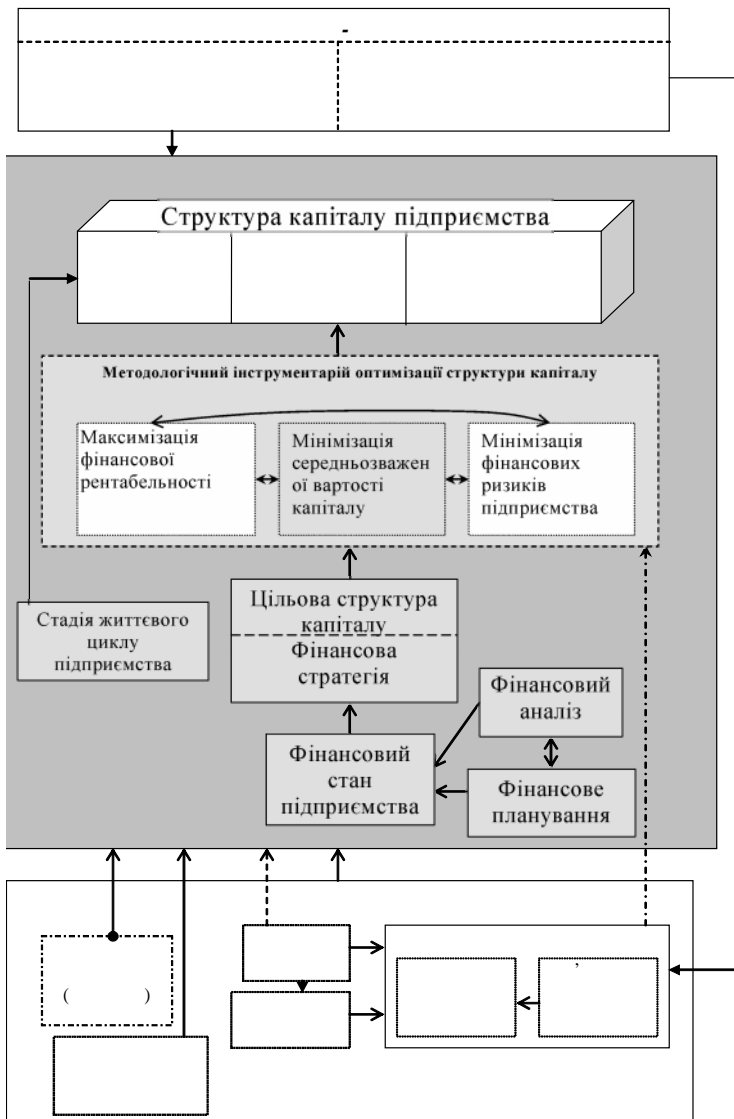 -
Структура капіталу підприємства
Методологічний інструментарій оптимізації структури капіталу
Максимізація
фінансової
рентабельності
Мінімізація
середньозважен
ої вартості
капіталу
Мінімізація
фінансових
ризиків
підприємства
Стадія життєвого
циклу
підприємства
Цільова структура
капіталу
Фінансова
стратегія
Фінансовий
аналіз
Фінансовий
стан
підприємства
Фінансове
планування
( )
’